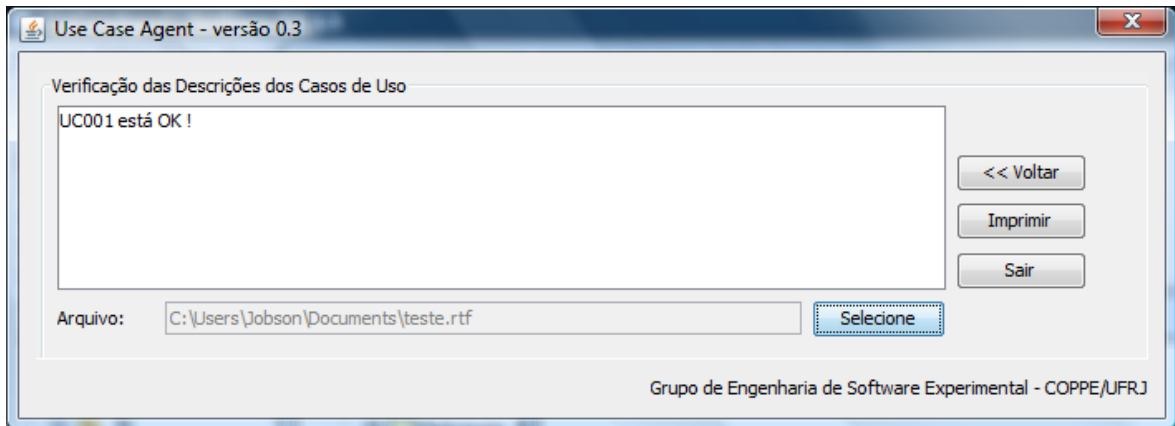 Use Case Agent - versão 0.3
Verificação das Descrições dos Casos de Uso
UC001 está OK !
<< Voltar
Imprimir
Sair
Arquivo: C:\Users\Jobson\Documents\teste.rtf Selecione
Grupo de Engenharia de Software Experimental - COPPE/UFRJ